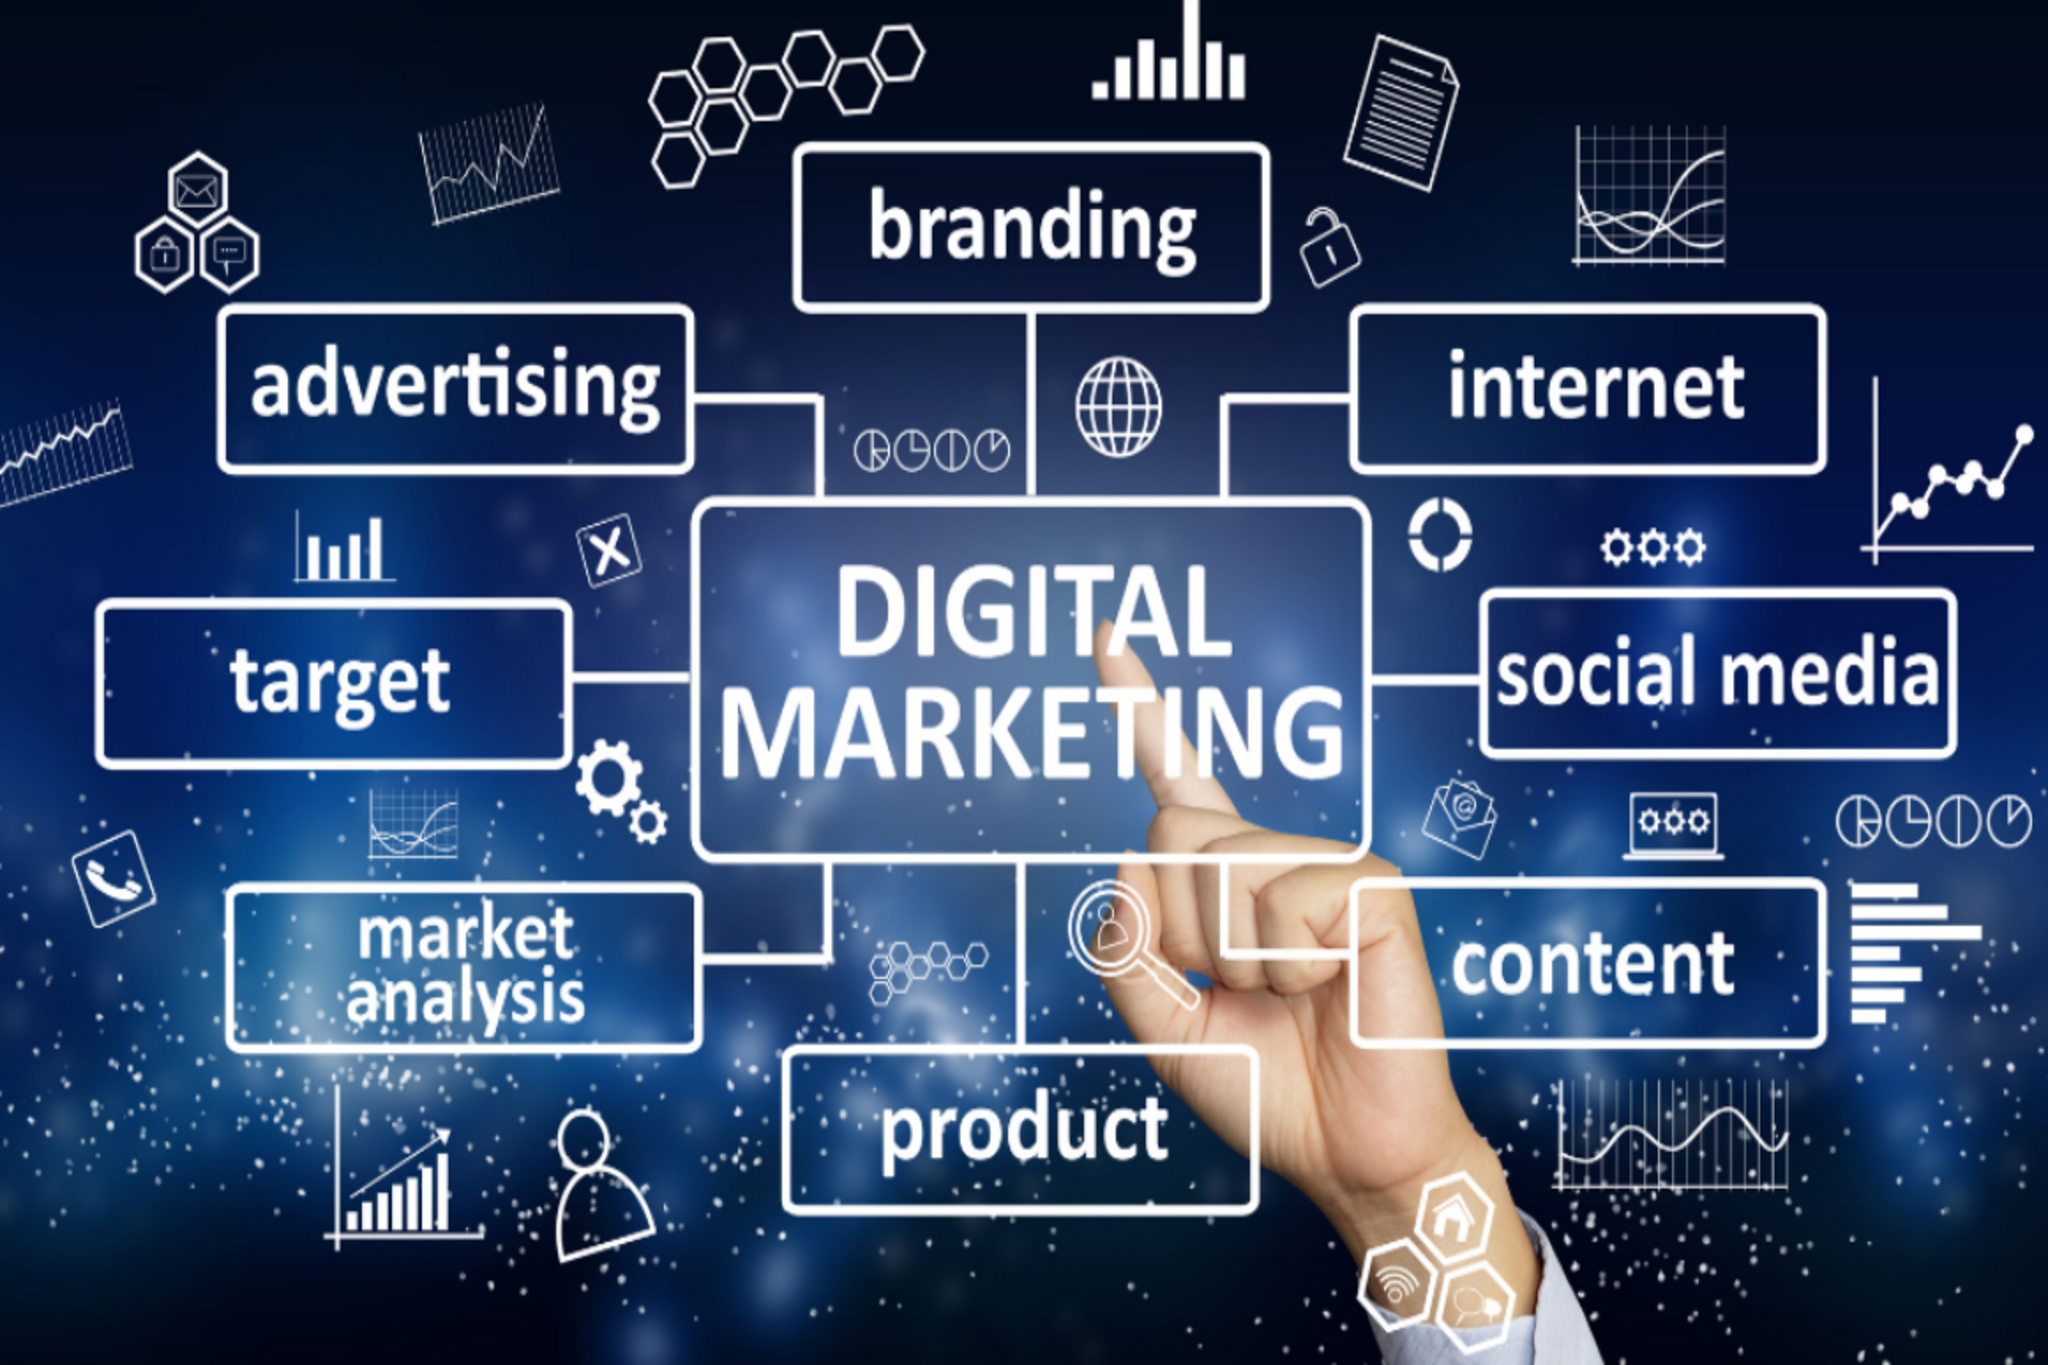 branding
advertising
internet
DIGITAL
MARKETING
target
social media
market
analysis
content
product